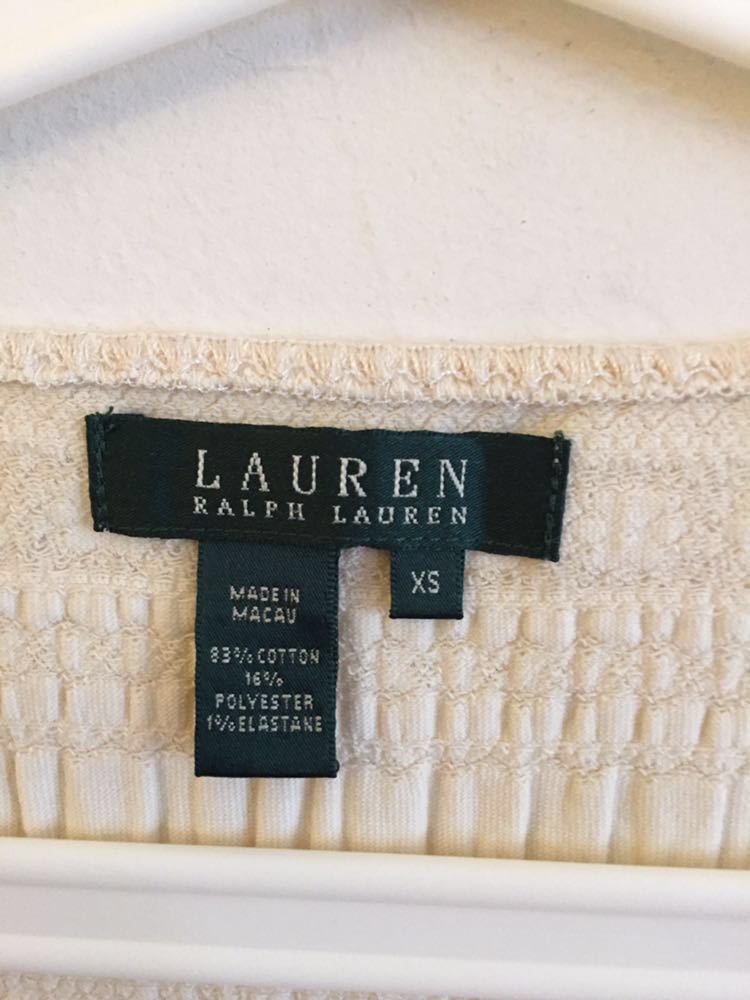 LAUREN
RALPH LAUREN
XS
MADE IN
MACAU
83% COTTON
16%
POLYESTER
1% ELASTANE